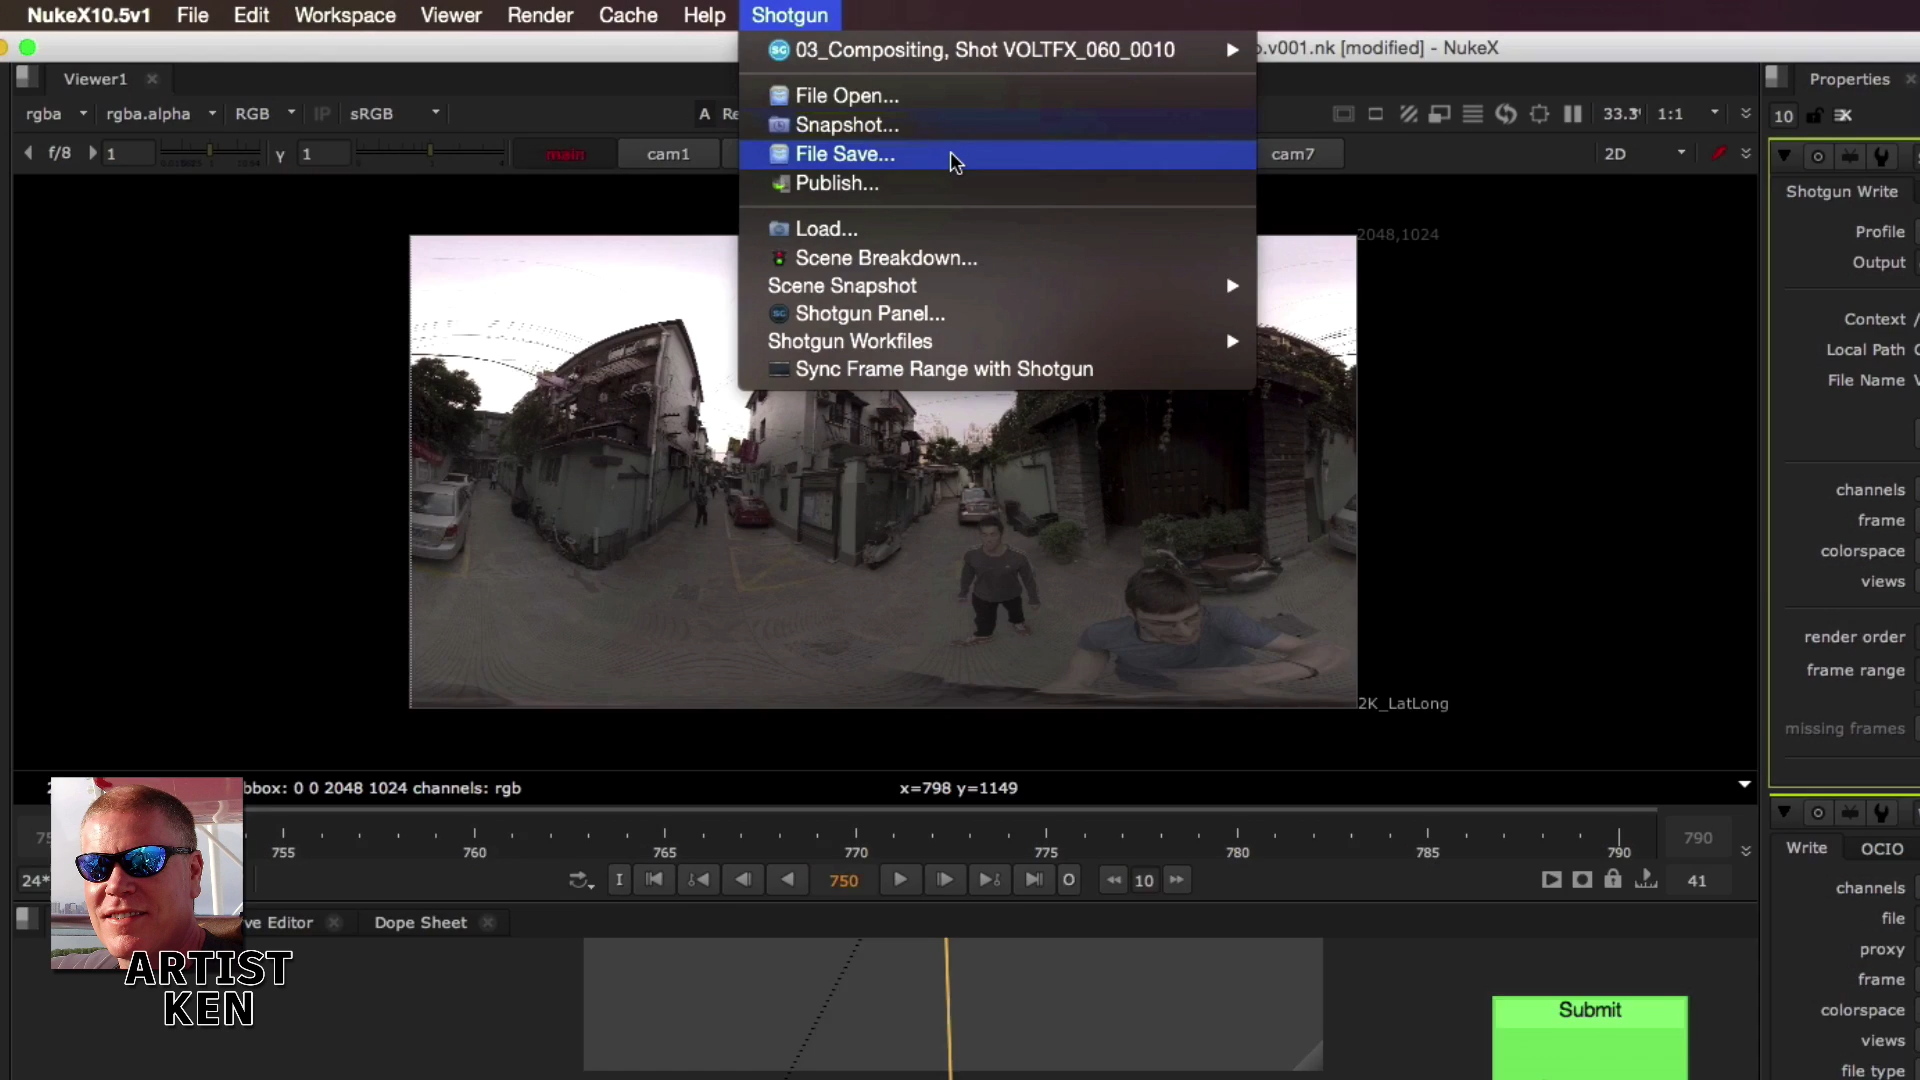 NukeX10.5v1 File Edit Workspace Viewer Render Cache Help Shotgun
03_Compositing, Shot VOLTFX_060_0010
.v001.nk [modified] - NukeX
Viewer1
Properties
rgba rgba.alpha RGB IP sRGB A Re
33.3 1:1
10
f/8 1 γ 1 main cam1 cam7 2D
File Open...
Snapshot...
File Save...
Publish...
Load...
Scene Breakdown...
Scene Snapshot
Shotgun Panel...
Shotgun Workfiles
Sync Frame Range with Shotgun
Shotgun Write
Profile
Output
Context /
Local Path
File Name
channels
frame
colorspace
views
render order
frame range
missing frames
2048,1024
2K_LatLong
bbox: 0 0 2048 1024 channels: rgb
x=798 y=1149
755 760 765 770 775 780 785 790 790
24* I 750 O 10 41
ve Editor Dope Sheet
ARTIST
KEN
Submit
Write OCIO
channels
file
proxy
frame
colorspace
views
file type